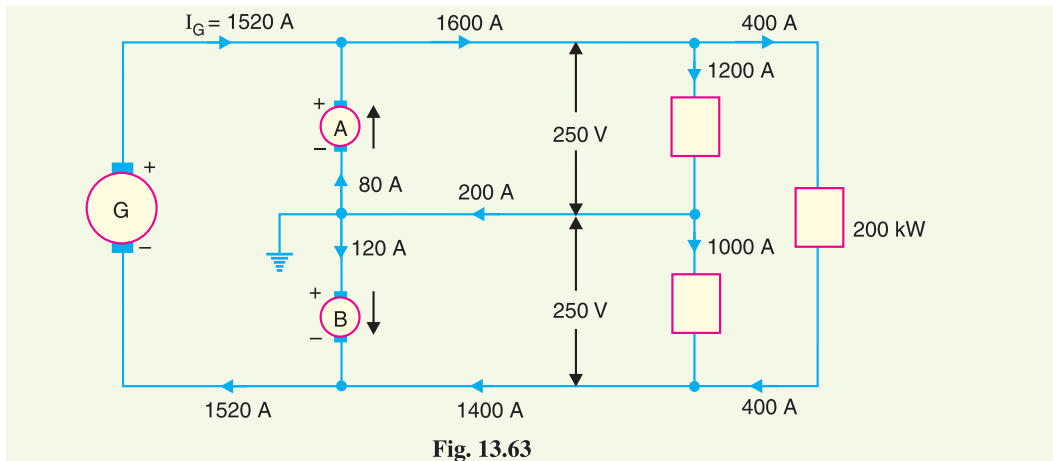 I_G = 1520 A
1600 A
400 A
1200 A
+
A
−
250 V
80 A
200 A
+
G
−
200 kW
120 A
1000 A
+
B
−
250 V
1520 A
1400 A
400 A
Fig. 13.63